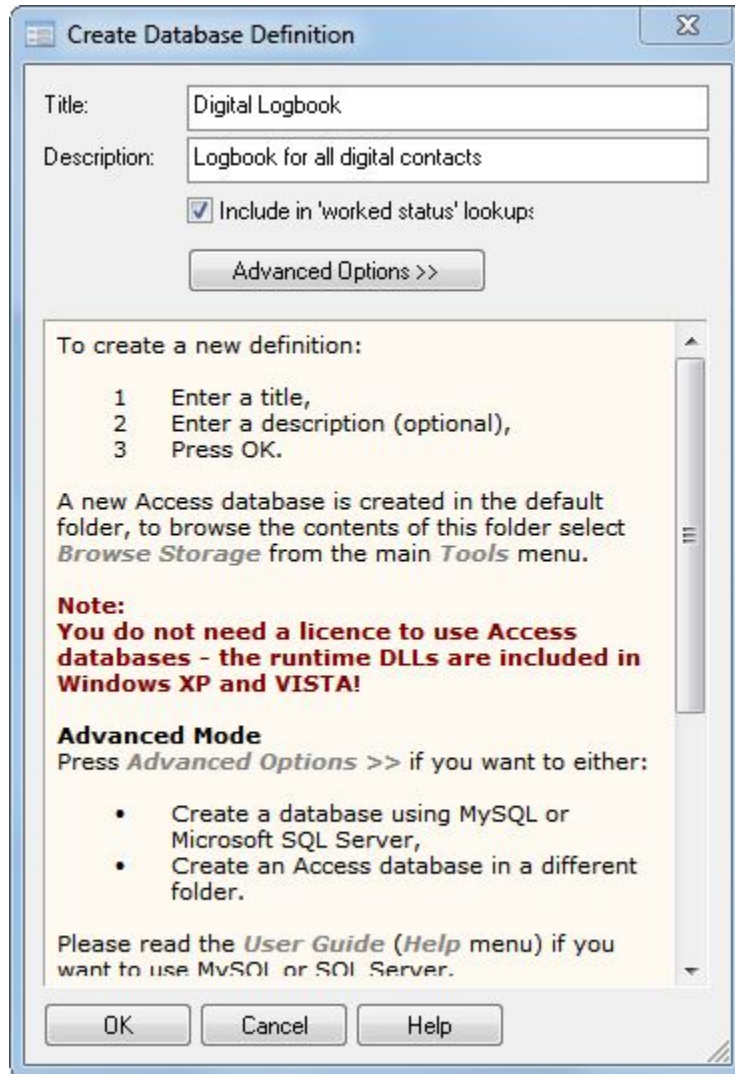 Create Database Definition
Title: Digital Logbook
Description: Logbook for all digital contacts
Include in 'worked status' lookups
Advanced Options >>
To create a new definition:
1 Enter a title,
2 Enter a description (optional),
3 Press OK.
A new Access database is created in the default
folder, to browse the contents of this folder select
Browse Storage from the main Tools menu.
Note:
You do not need a licence to use Access
databases - the runtime DLLs are included in
Windows XP and VISTA!
Advanced Mode
Press Advanced Options >> if you want to either:
• Create a database using MySQL or
Microsoft SQL Server,
• Create an Access database in a different
folder.
Please read the User Guide (Help menu) if you
want to use MySQL or SQL Server.
OK Cancel Help